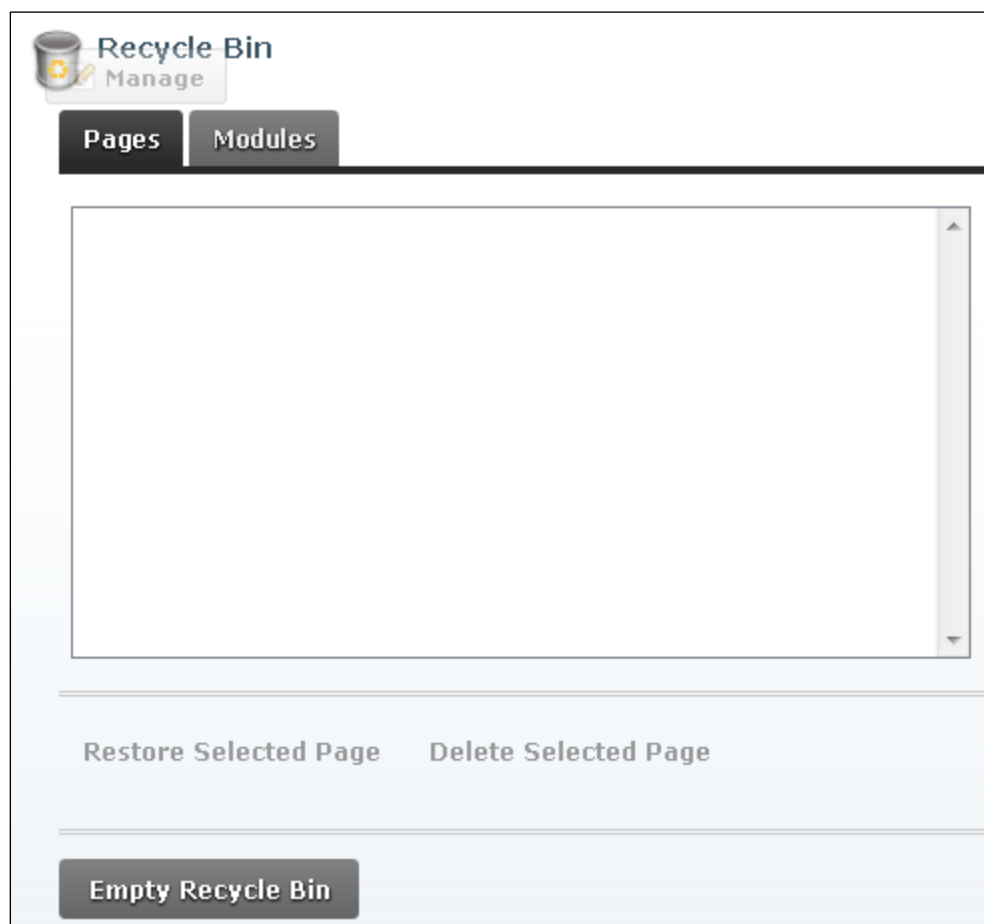 Recycle Bin
Manage
Pages Modules
Restore Selected Page Delete Selected Page
Empty Recycle Bin